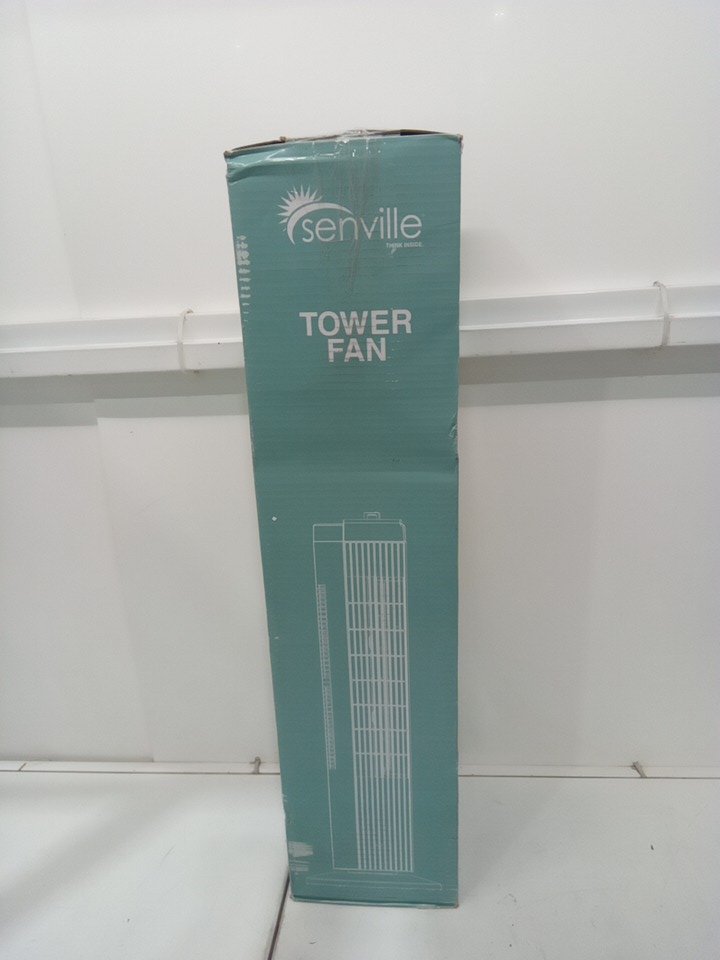 senville
THINK INSIDE.
TOWER
FAN